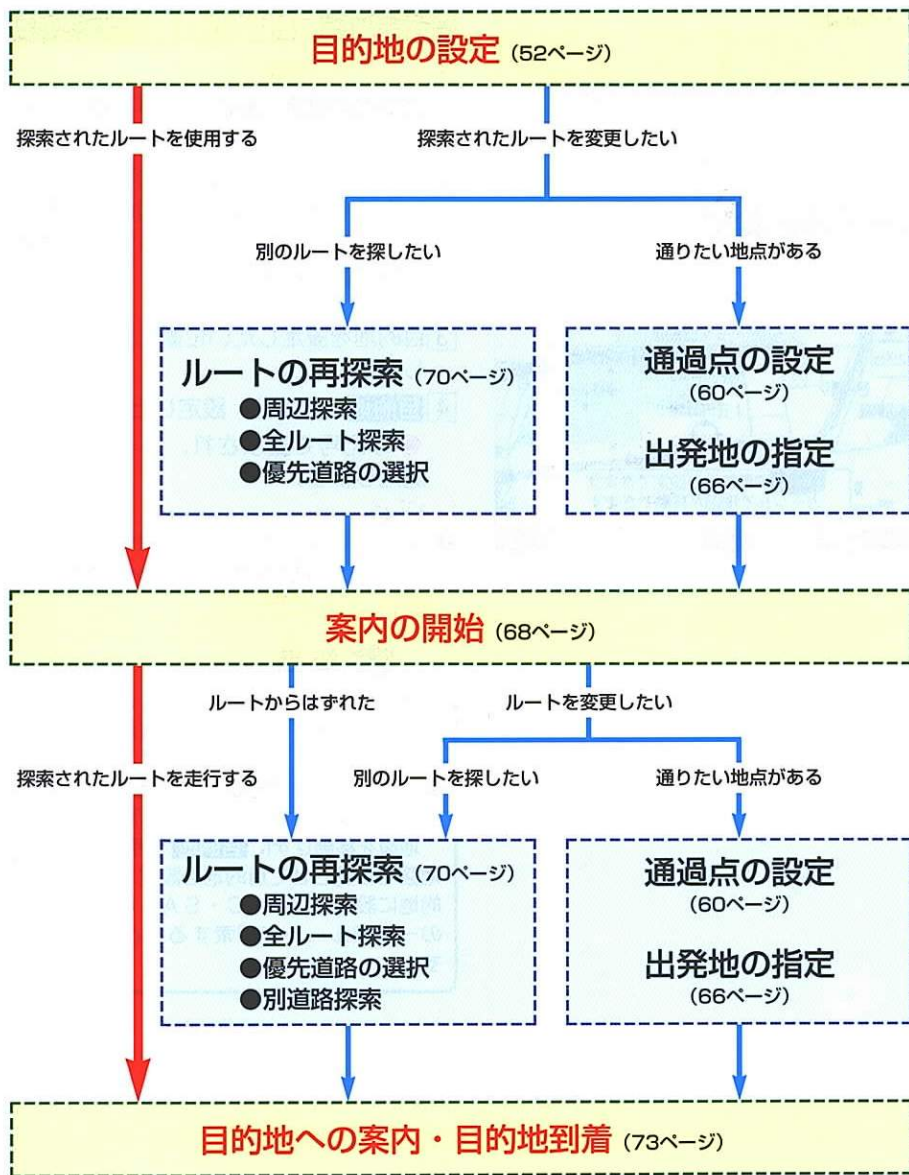 目的地の設定 (52ページ)
探索されたルートを使用する
探索されたルートを変更したい
別のルートを探したい
通りたい地点がある
ルートの再探索 (70ページ)
●周辺探索
●全ルート探索
●優先道路の選択
通過点の設定
(60ページ)
出発地の指定
(66ページ)
案内の開始 (68ページ)
ルートからはずれた
ルートを変更したい
探索されたルートを走行する
別のルートを探したい
通りたい地点がある
ルートの再探索 (70ページ)
●周辺探索
●全ルート探索
●優先道路の選択
●別道路探索
通過点の設定
(60ページ)
出発地の指定
(66ページ)
目的地への案内・目的地到着 (73ページ)